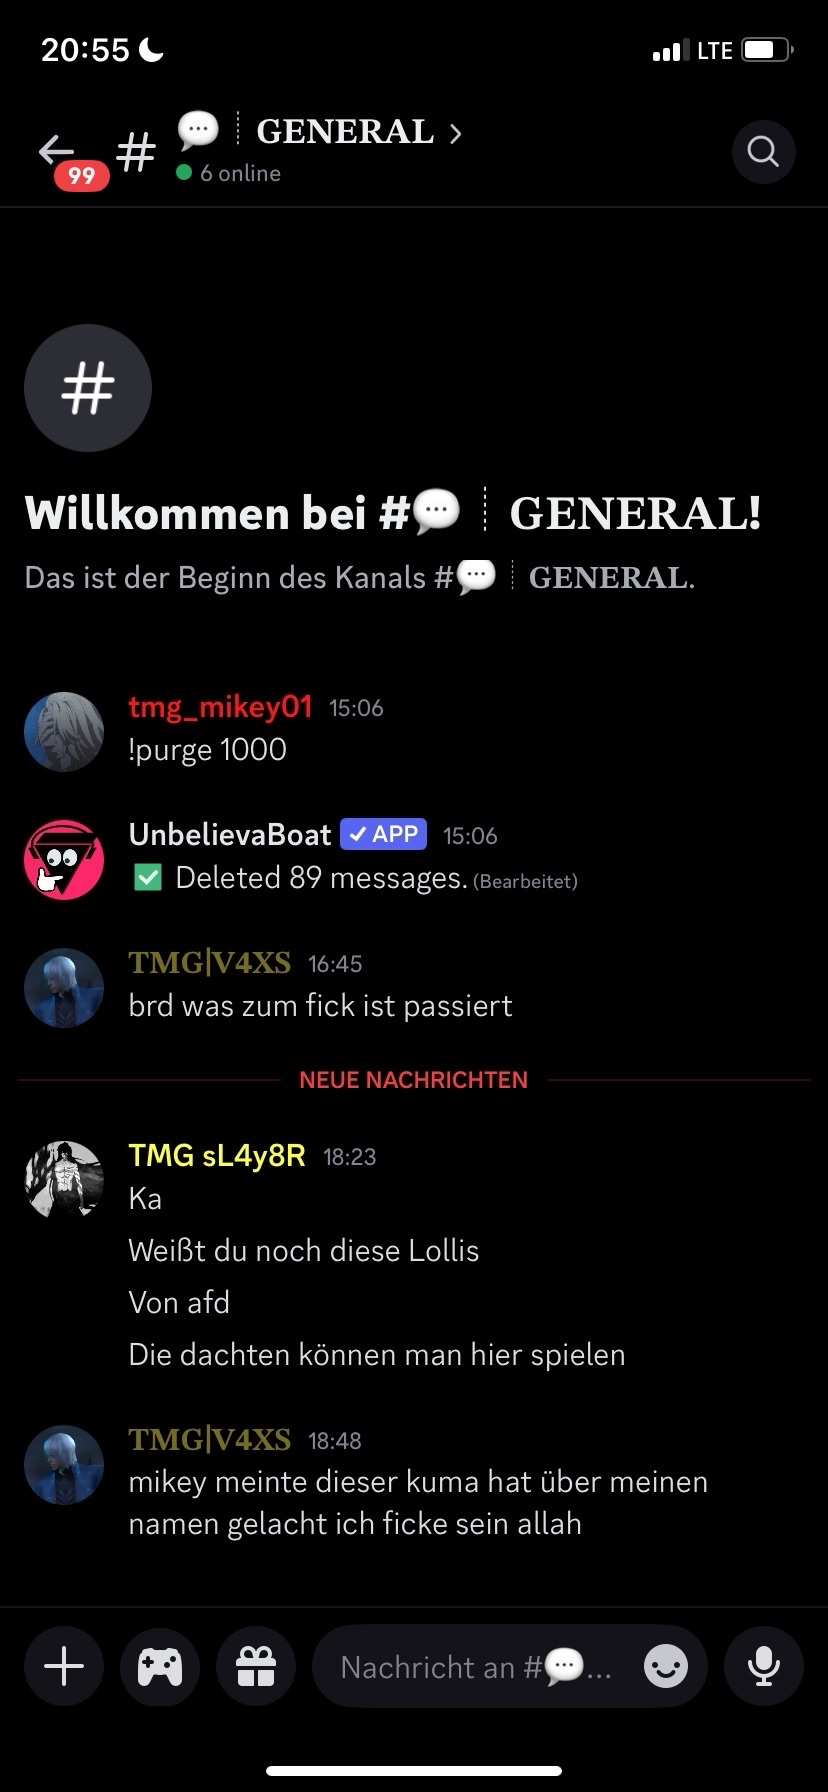 20:55
LTE
99
# 💬┊GENERAL
6 online
#
Willkommen bei #💬┊GENERAL!
Das ist der Beginn des Kanals #💬┊GENERAL.
tmg_mikey01 15:06
!purge 1000
UnbelievaBoat ✓ APP 15:06
✅ Deleted 89 messages. (Bearbeitet)
TMG|V4XS 16:45
brd was zum fick ist passiert
NEUE NACHRICHTEN
TMG sL4y8R 18:23
Ka
Weißt du noch diese Lollis
Von afd
Die dachten können man hier spielen
TMG|V4XS 18:48
mikey meinte dieser kuma hat über meinen
namen gelacht ich ficke sein allah
Nachricht an #💬...